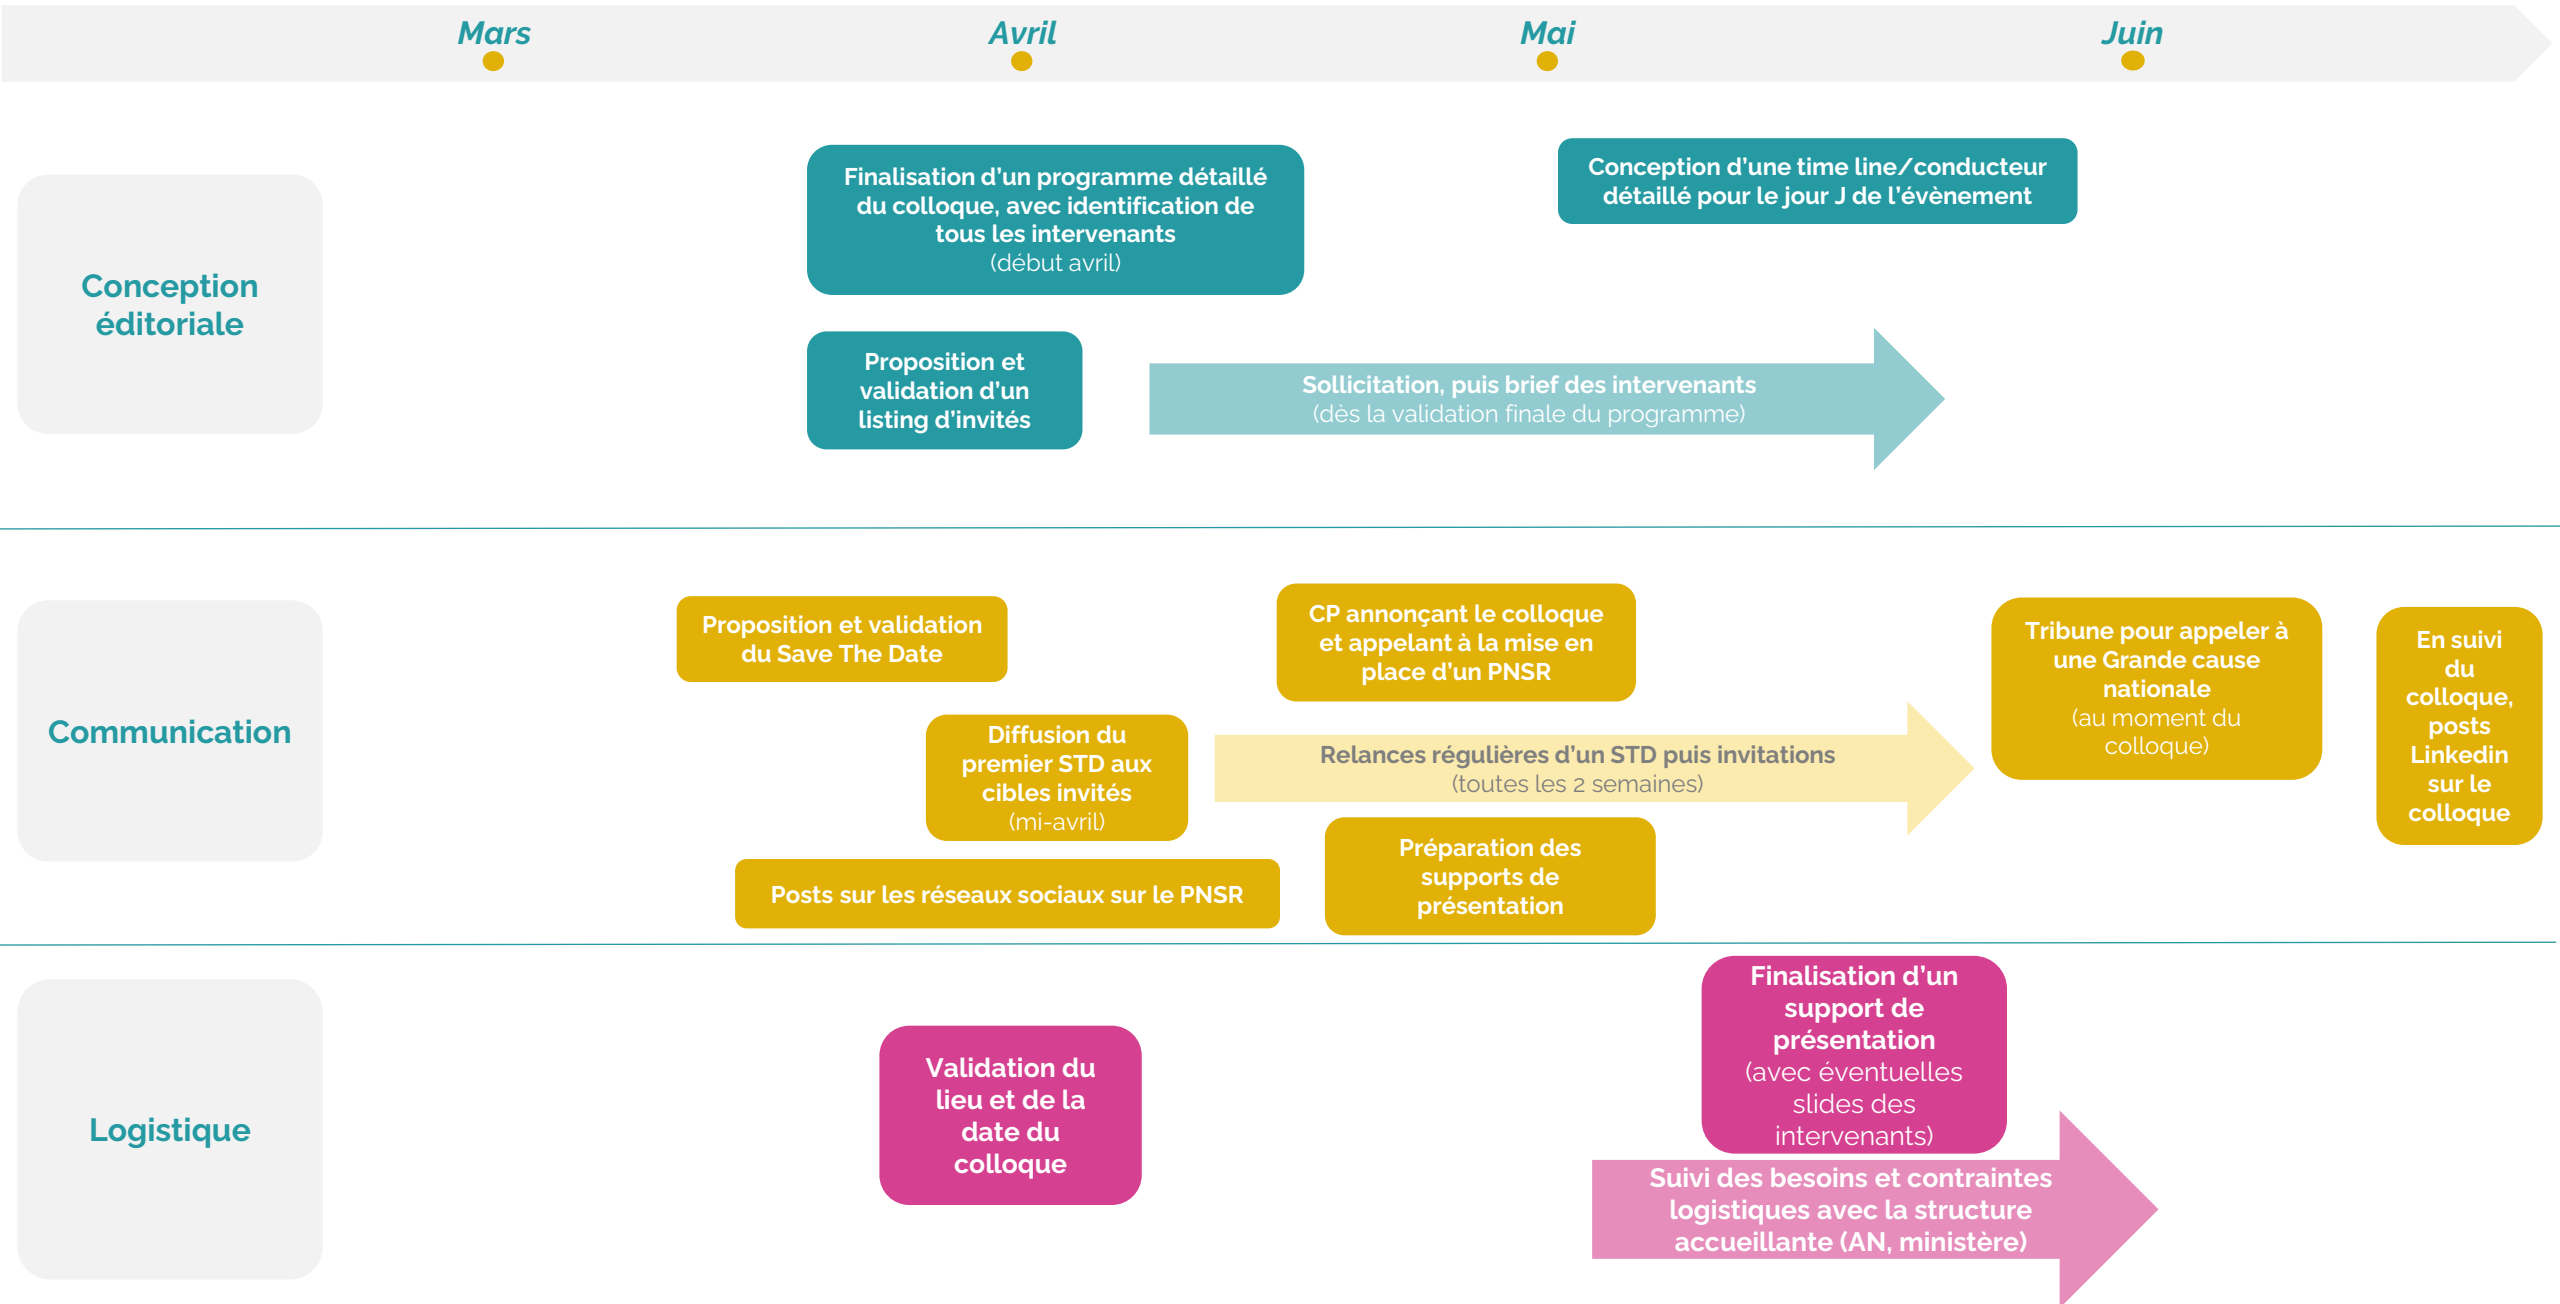 Mars
Avril
Mai
Juin
Conception
éditoriale
Finalisation d’un programme détaillé
du colloque, avec identification de
tous les intervenants
(début avril)
Conception d’une time line/conducteur
détaillé pour le jour J de l’évènement
Proposition et
validation d’un
listing d’invités
Sollicitation, puis brief des intervenants
(dès la validation finale du programme)
Communication
Proposition et validation
du Save The Date
CP annonçant le colloque
et appelant à la mise en
place d’un PNSR
Tribune pour appeler à
une Grande cause
nationale
(au moment du
colloque)
En suivi
du
colloque,
posts
Linkedin
sur le
colloque
Diffusion du
premier STD aux
cibles invités
(mi-avril)
Relances régulières d’un STD puis invitations
(toutes les 2 semaines)
Posts sur les réseaux sociaux sur le PNSR
Préparation des
supports de
présentation
Logistique
Validation du
lieu et de la
date du
colloque
Finalisation d’un
support de
présentation
(avec éventuelles
slides des
intervenants)
Suivi des besoins et contraintes
logistiques avec la structure
accueillante (AN, ministère)